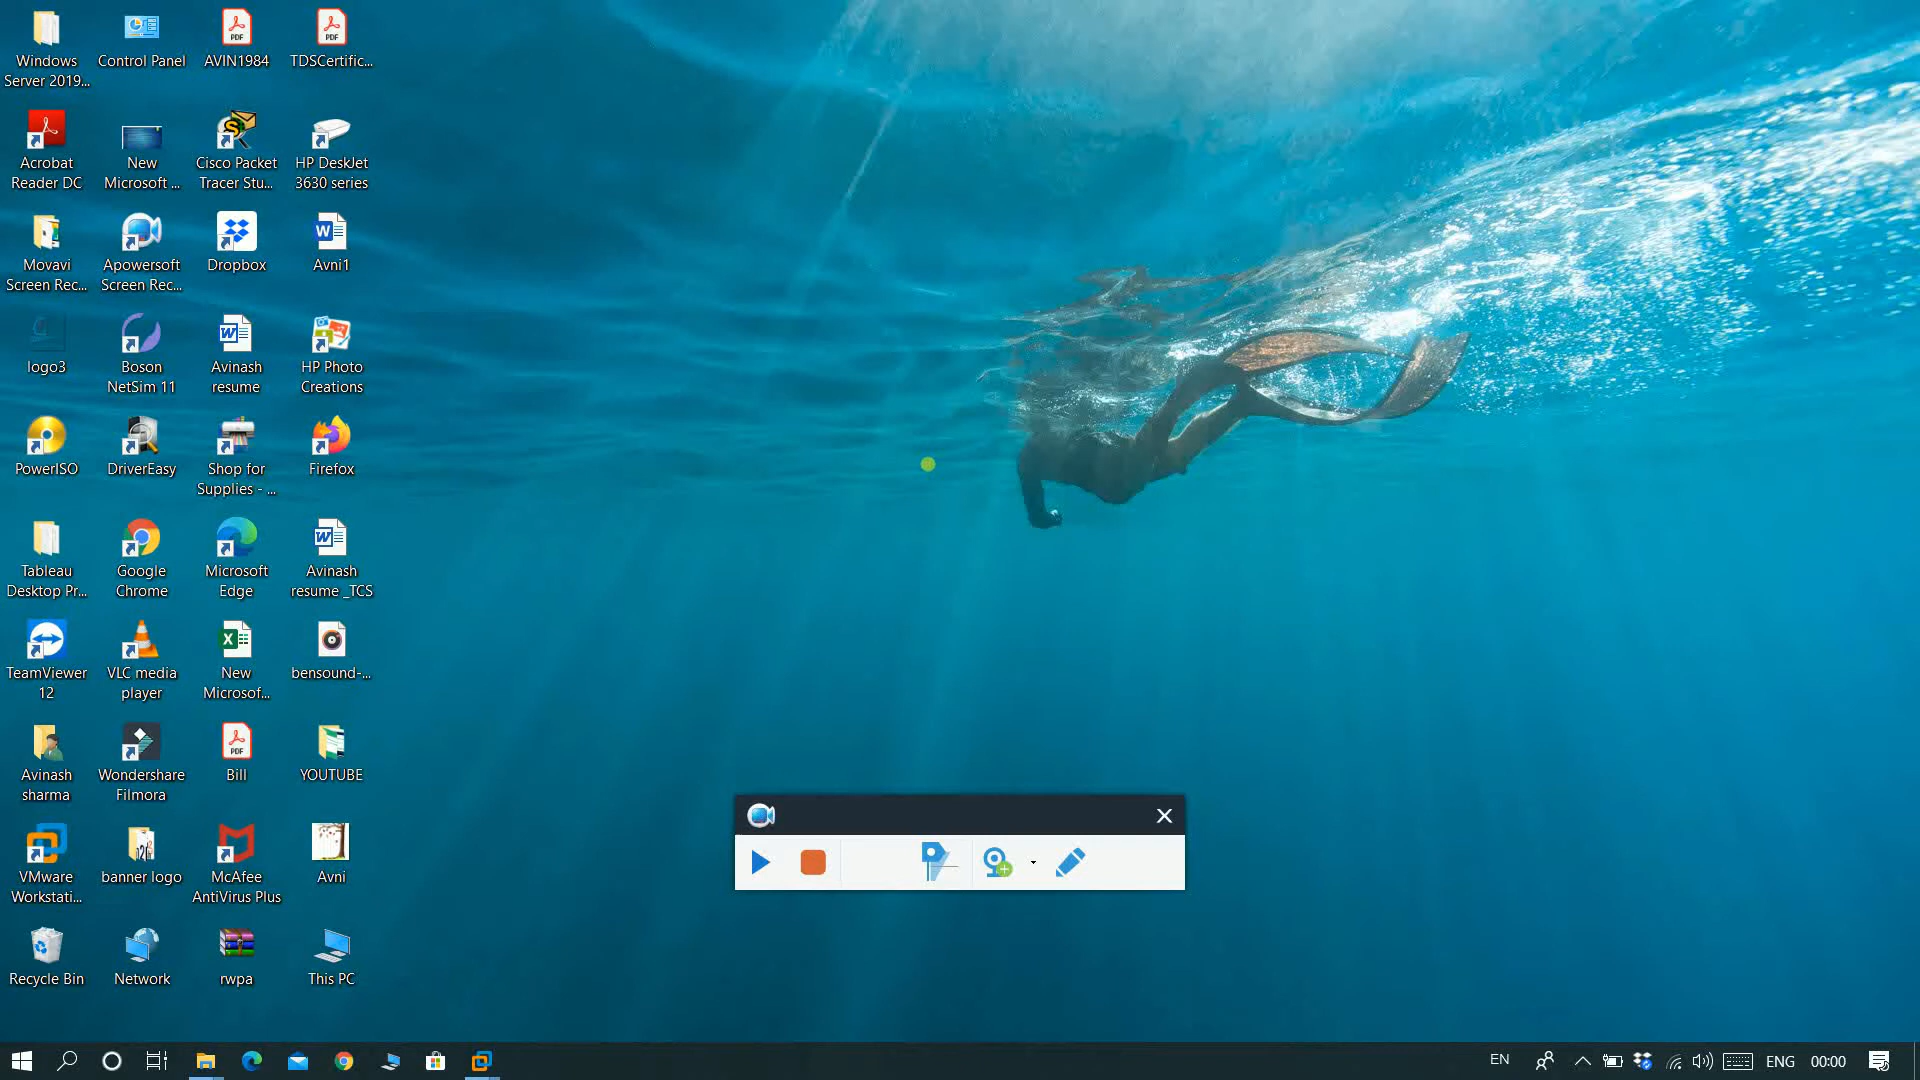 Windows
Server 2019...
Control Panel
AVIN1984
TDSCertific...
Acrobat
Reader DC
New
Microsoft ...
Cisco Packet
Tracer Stu...
HP DeskJet
3630 series
Movavi
Screen Rec...
Apowersoft
Screen Rec...
Dropbox
Avni1
logo3
Boson
NetSim 11
Avinash
resume
HP Photo
Creations
PowerISO
DriverEasy
Shop for
Supplies - ...
Firefox
Tableau
Desktop Pr...
Google
Chrome
Microsoft
Edge
Avinash
resume _TCS
TeamViewer
12
VLC media
player
New
Microsof...
bensound-...
Avinash
sharma
Wondershare
Filmora
Bill
YOUTUBE
VMware
Workstati...
banner logo
McAfee
AntiVirus Plus
Avni
Recycle Bin
Network
rwpa
This PC
EN
ENG
00:00